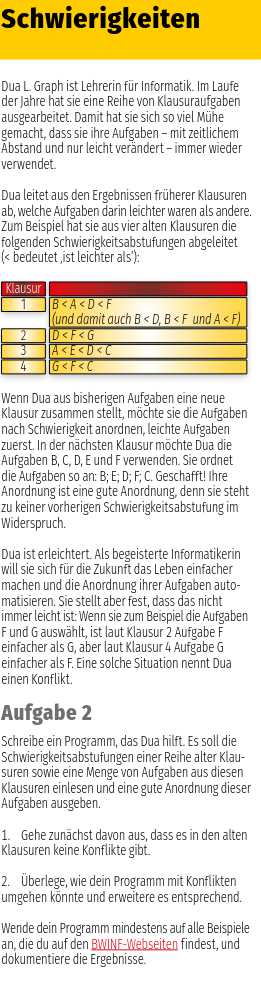 Schwierigkeiten
Dua L. Graph ist Lehrerin für Informatik. Im Laufe
der Jahre hat sie eine Reihe von Klausuraufgaben
ausgearbeitet. Damit hat sie sich so viel Mühe
gemacht, dass sie ihre Aufgaben – mit zeitlichem
Abstand und nur leicht verändert – immer wieder
verwendet.
Dua leitet aus den Ergebnissen früherer Klausuren
ab, welche Aufgaben darin leichter waren als andere.
Zum Beispiel hat sie aus vier alten Klausuren die
folgenden Schwierigkeitsabstufungen abgeleitet
(< bedeutet ‚ist leichter als‘):
Klausur
1 B < A < D < F
(und damit auch B < D, B < F und A < F)
2 D < F < G
3 A < E < D < C
4 G < F < C
Wenn Dua aus bisherigen Aufgaben eine neue
Klausur zusammen stellt, möchte sie die Aufgaben
nach Schwierigkeit anordnen, leichte Aufgaben
zuerst. In der nächsten Klausur möchte Dua die
Aufgaben B, C, D, E und F verwenden. Sie ordnet
die Aufgaben so an: B; E; D; F; C. Geschafft! Ihre
Anordnung ist eine gute Anordnung, denn sie steht
zu keiner vorherigen Schwierigkeitsabstufung im
Widerspruch.
Dua ist erleichtert. Als begeisterte Informatikerin
will sie sich für die Zukunft das Leben einfacher
machen und die Anordnung ihrer Aufgaben auto-
matisieren. Sie stellt aber fest, dass das nicht
immer leicht ist: Wenn sie zum Beispiel die Aufgaben
F und G auswählt, ist laut Klausur 2 Aufgabe F
einfacher als G, aber laut Klausur 4 Aufgabe G
einfacher als F. Eine solche Situation nennt Dua
einen Konflikt.
Aufgabe 2
Schreibe ein Programm, das Dua hilft. Es soll die
Schwierigkeitsabstufungen einer Reihe alter Klau-
suren sowie eine Menge von Aufgaben aus diesen
Klausuren einlesen und eine gute Anordnung dieser
Aufgaben ausgeben.
1. Gehe zunächst davon aus, dass es in den alten
Klausuren keine Konflikte gibt.
2. Überlege, wie dein Programm mit Konflikten
umgehen könnte und erweitere es entsprechend.
Wende dein Programm mindestens auf alle Beispiele
an, die du auf den BWINF-Webseiten findest, und
dokumentiere die Ergebnisse.